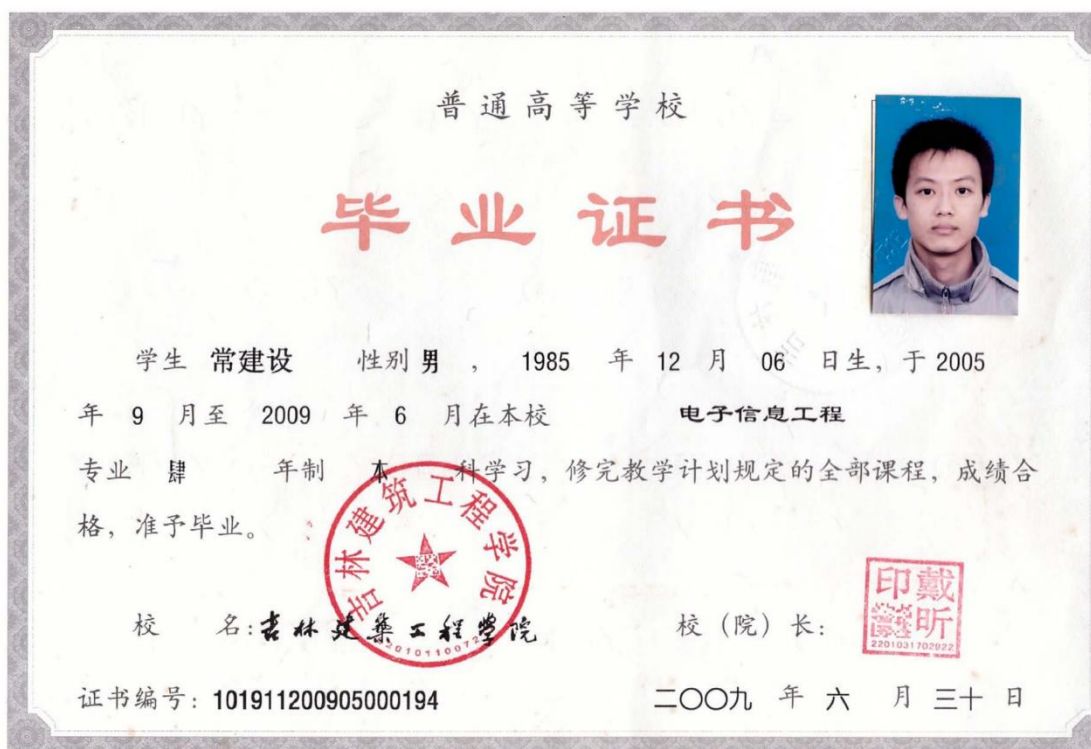 普通高等学校
毕业证书
学生 常建设 性别 男 , 1985 年 12 月 06 日生, 于 2005
年 9 月至 2009 年 6 月在本校 电子信息工程
专业 肆 年制 本 科学习, 修完教学计划规定的全部课程, 成绩合
格, 准予毕业。
吉林建筑工程学院
校 名: 吉林建築工程學院
校（院）长:
戴昕印
2201031702022
证书编号: 101911200905000194
二〇〇九 年 六 月 三十 日